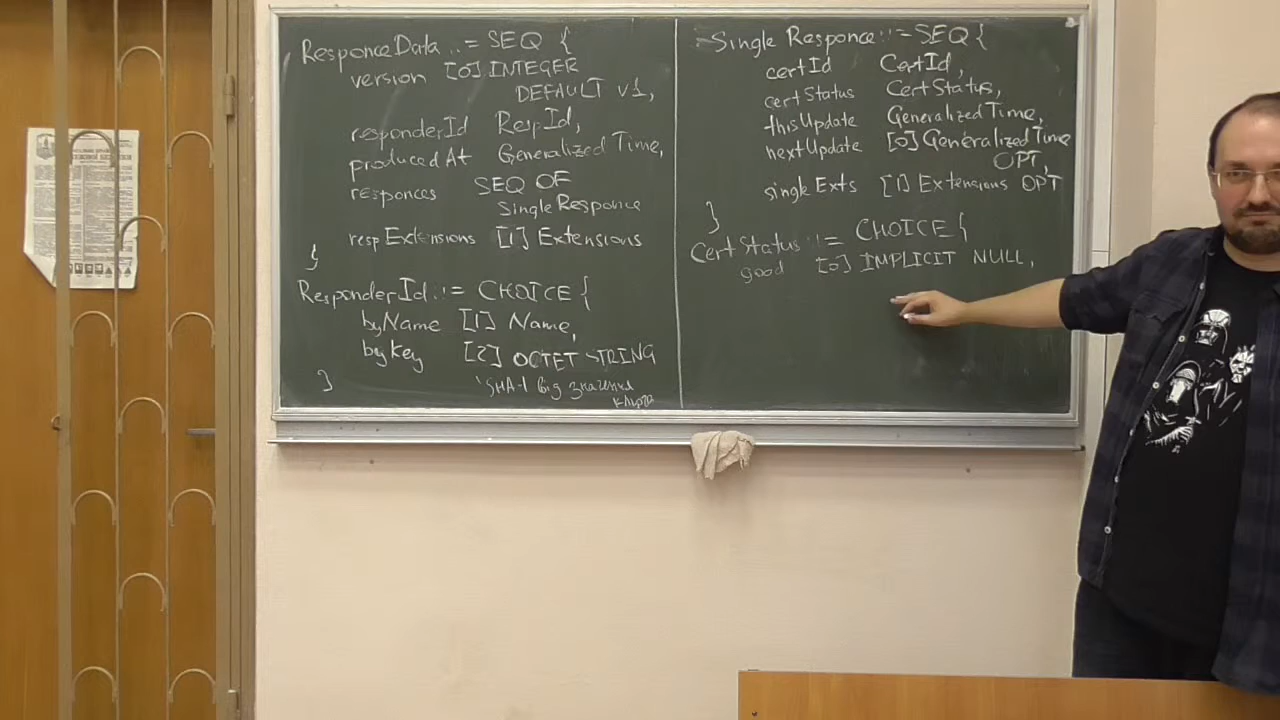 ResponceData ::= SEQ {
version [0] INTEGER
DEFAULT v1,
responderId RespId,
producedAt GeneralizedTime,
responces SEQ OF
SingleResponce
respExtensions [1] Extensions
}
ResponderId ::= CHOICE {
byName [1] Name,
byKey [2] OCTET STRING
SHA-1 від значення
ключа
}
Single Responce ::= SEQ {
certId CertId,
certStatus CertStatus,
thisUpdate GeneralizedTime,
nextUpdate [0] GeneralizedTime
OPT,
singleExts [1] Extensions OPT
}
CertStatus ::= CHOICE {
good [0] IMPLICIT NULL,